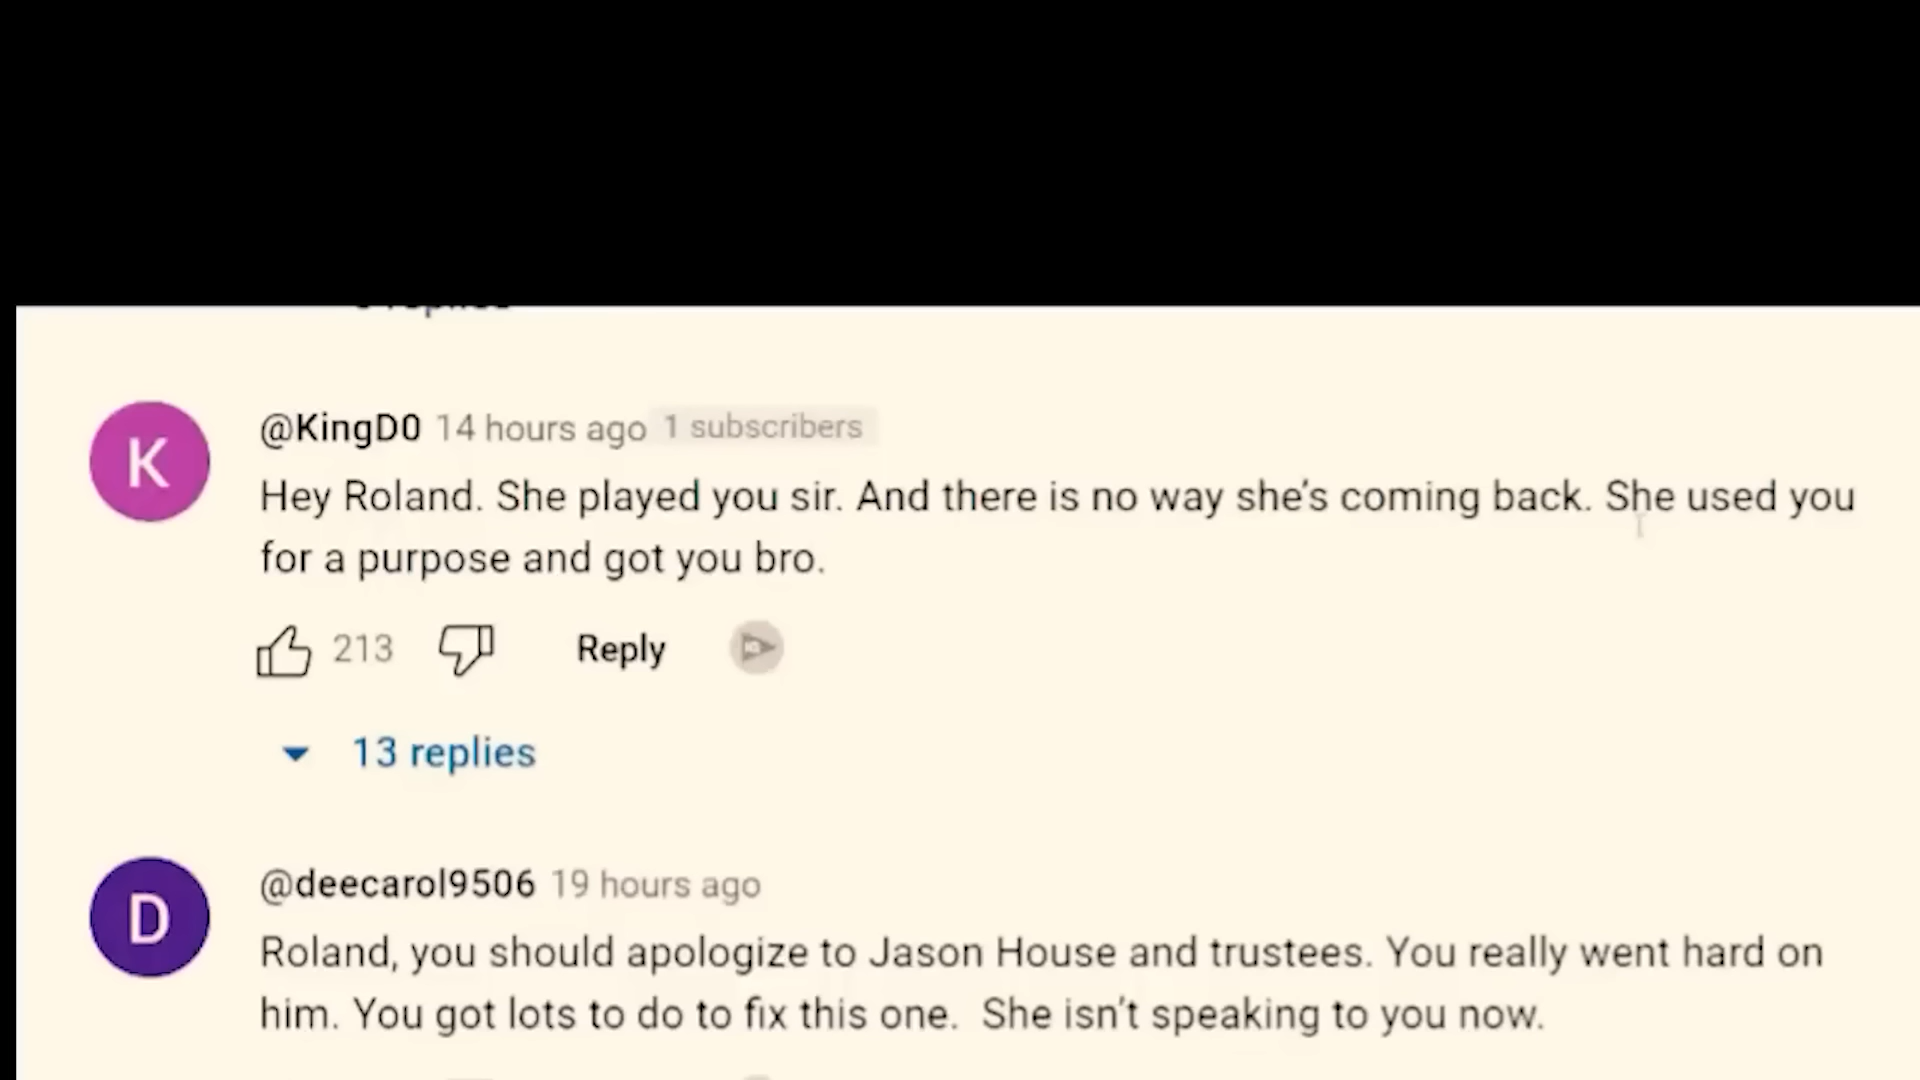 K
@KingD0 14 hours ago 1 subscribers
Hey Roland. She played you sir. And there is no way she's coming back. She used you
for a purpose and got you bro.
213 Reply
13 replies
D
@deecarol9506 19 hours ago
Roland, you should apologize to Jason House and trustees. You really went hard on
him. You got lots to do to fix this one.  She isn't speaking to you now.